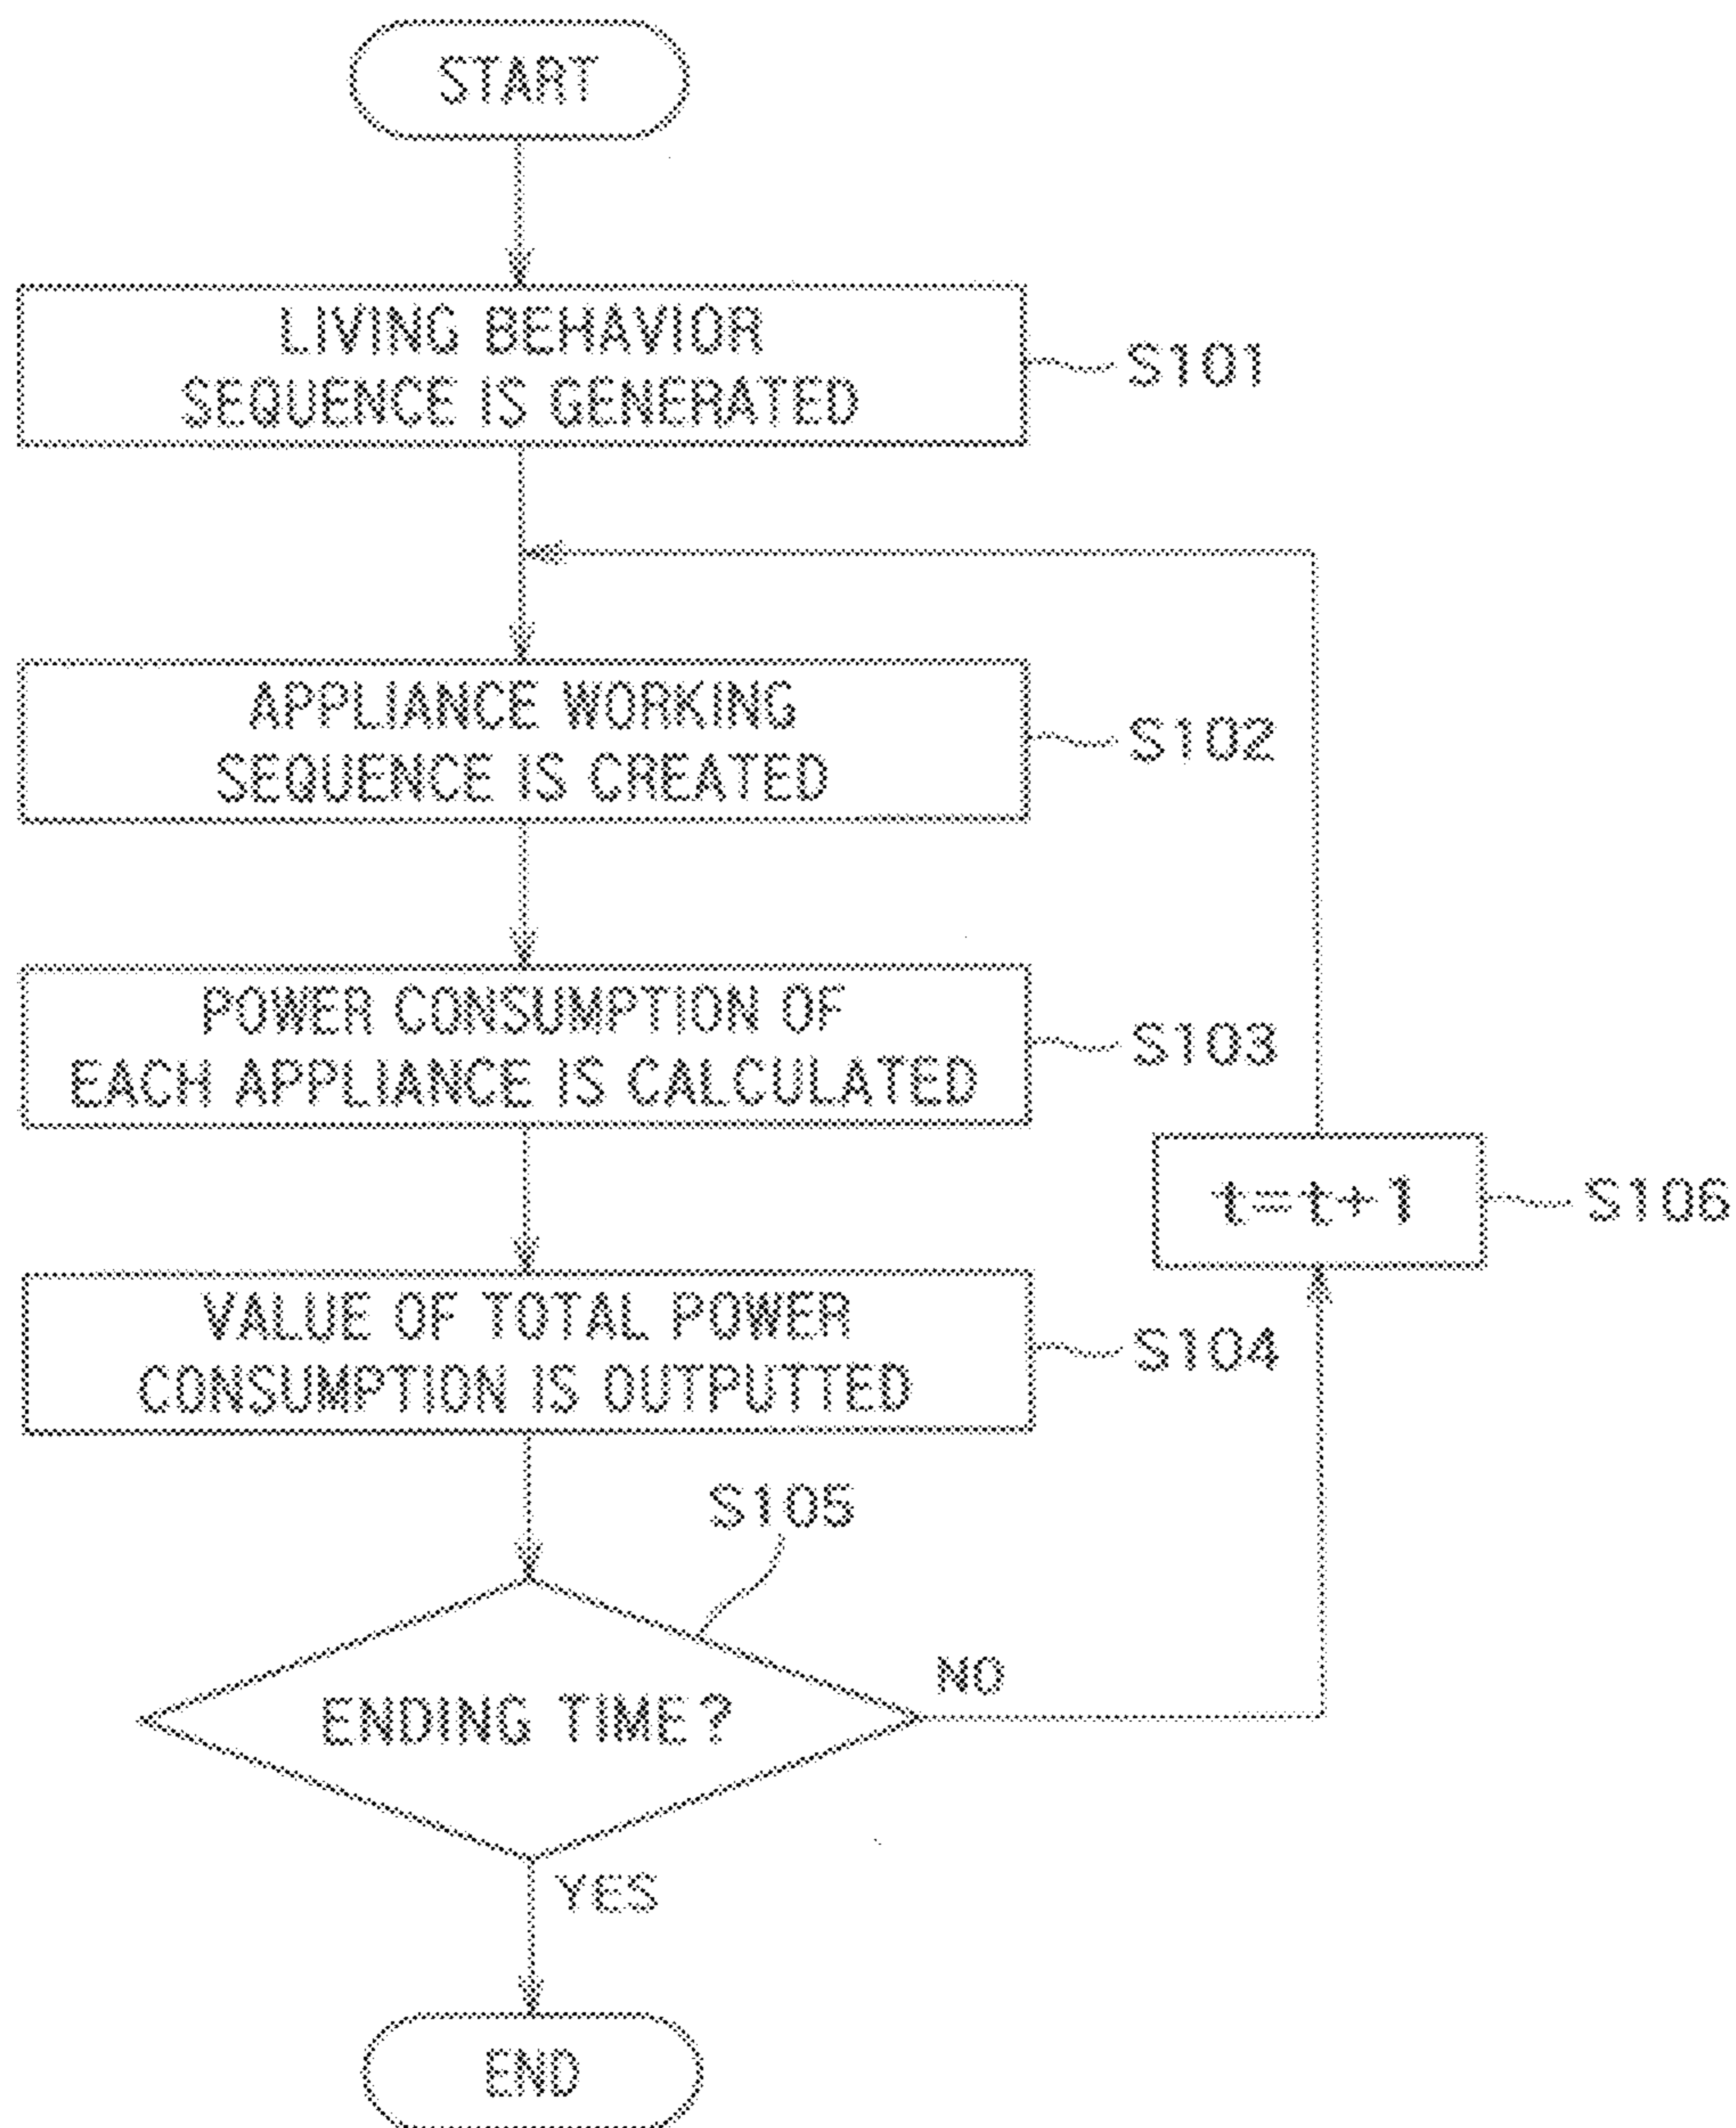 START
LIVING BEHAVIOR
SEQUENCE IS GENERATED
S101
APPLIANCE WORKING
SEQUENCE IS CREATED
S102
POWER CONSUMPTION OF
EACH APPLIANCE IS CALCULATED
S103
t=t+1
S106
VALUE OF TOTAL POWER
CONSUMPTION IS OUTPUTTED
S104
S105
ENDING TIME?
NO
YES
END